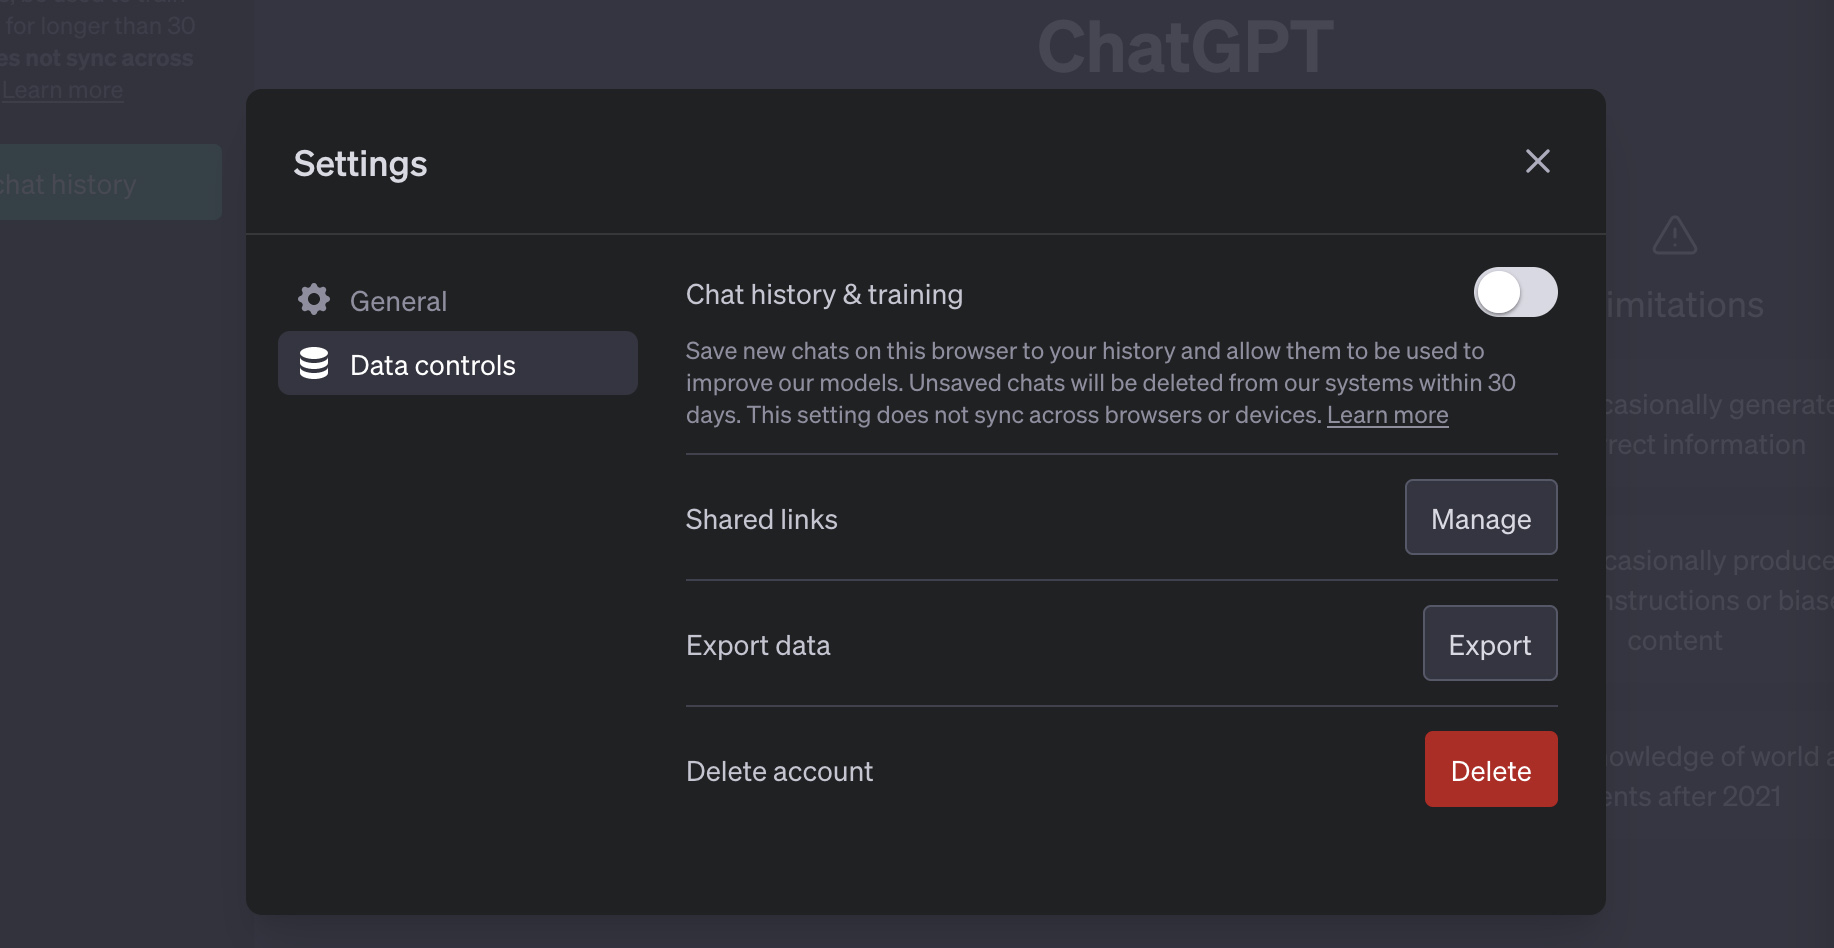 for longer than 30
not sync across
Learn more
chat history
ChatGPT
Settings
General
Data controls
Chat history & training
Save new chats on this browser to your history and allow them to be used to
improve our models. Unsaved chats will be deleted from our systems within 30
days. This setting does not sync across browsers or devices. Learn more
Shared links
Manage
Export data
Export
Delete account
Delete
imitations
casionally generate
rect information
casionally produce
nstructions or biase
content
owledge of world a
ents after 2021